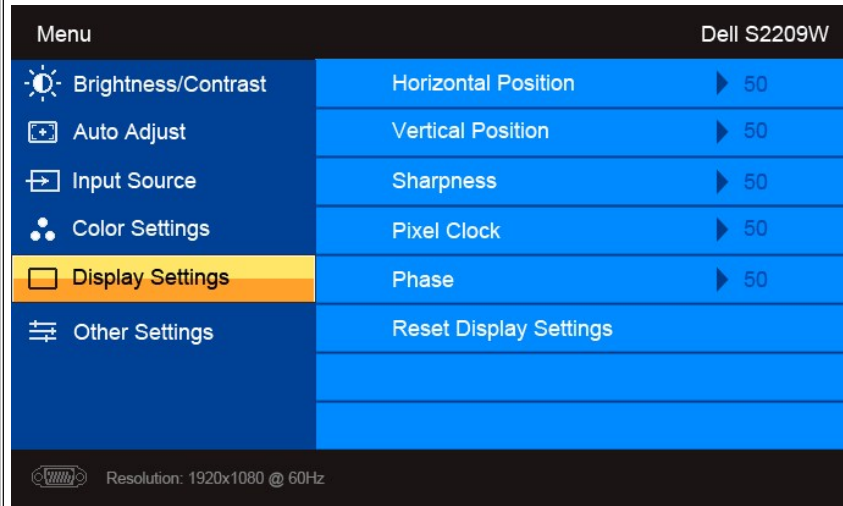 Menu Dell S2209W
Brightness/Contrast Horizontal Position 50
Auto Adjust Vertical Position 50
Input Source Sharpness 50
Color Settings Pixel Clock 50
Display Settings Phase 50
Other Settings Reset Display Settings
Resolution: 1920x1080 @ 60Hz